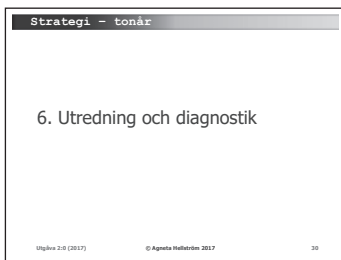 Strategi – tonår
6. Utredning och diagnostik
Utgåva 2:0 (2017) © Agneta Hellström 2017 30